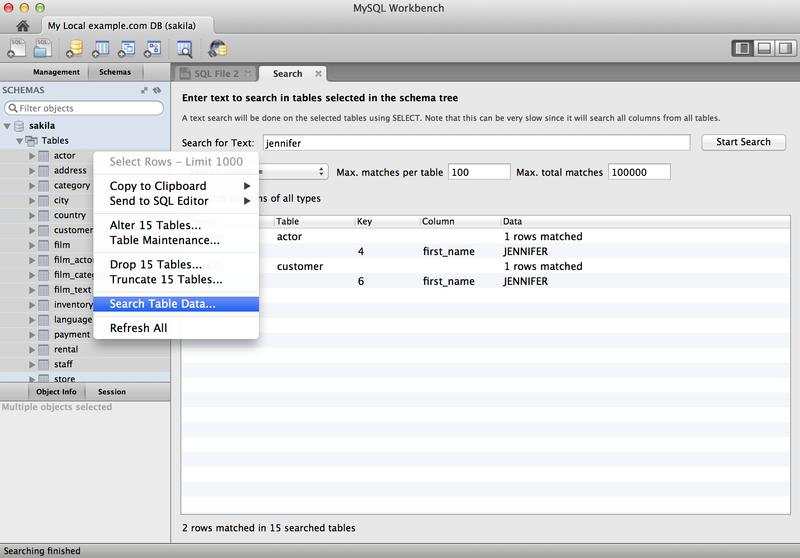 MySQL Workbench
My Local example.com DB (sakila)
SQL
SQL
Management
Schemas
SQL File 2
Search
SCHEMAS
Filter objects
sakila
Tables
actor
address
category
city
country
customer
film
film_actor
film_cate
film_text
inventory
language
payment
rental
staff
store
Select Rows - Limit 1000
Copy to Clipboard
Send to SQL Editor
Alter 15 Tables...
Table Maintenance...
Drop 15 Tables...
Truncate 15 Tables...
Search Table Data...
Refresh All
Enter text to search in tables selected in the schema tree
A text search will be done on the selected tables using SELECT. Note that this can be very slow since it will search all columns from all tables.
Search for Text: jennifer Start Search
= Max. matches per table 100 Max. total matches 100000
of all types
Table Key Column Data
actor 1 rows matched
4 first_name JENNIFER
customer 1 rows matched
6 first_name JENNIFER
2 rows matched in 15 searched tables
Object Info
Session
Multiple objects selected
Searching finished